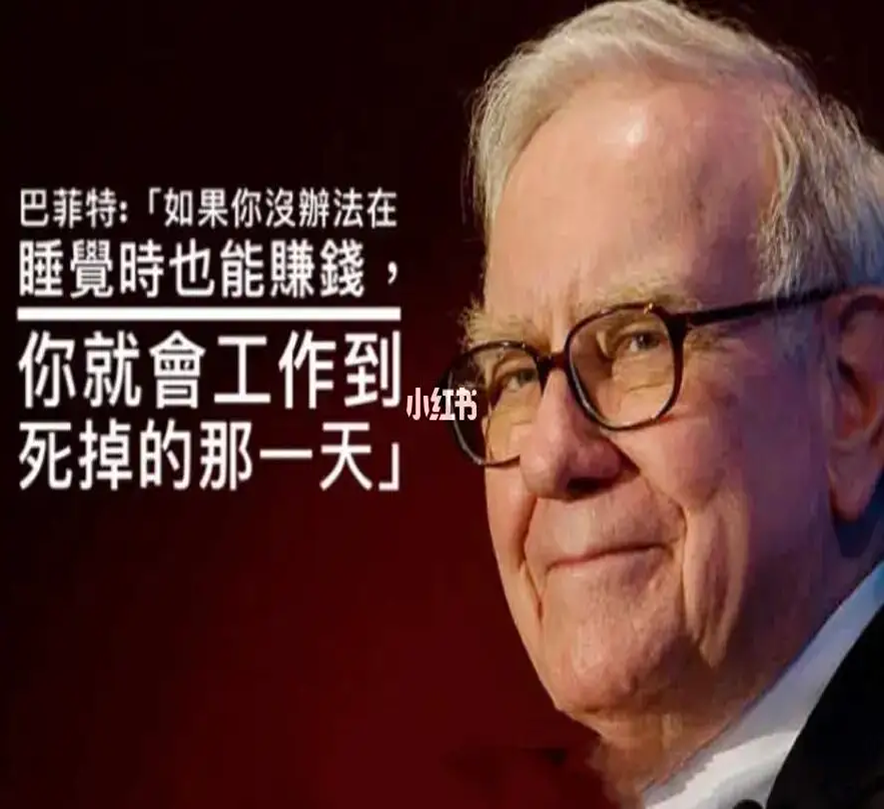 巴菲特:「如果你沒辦法在
睡覺時也能賺錢，
你就會工作到
死掉的那一天」
小红书